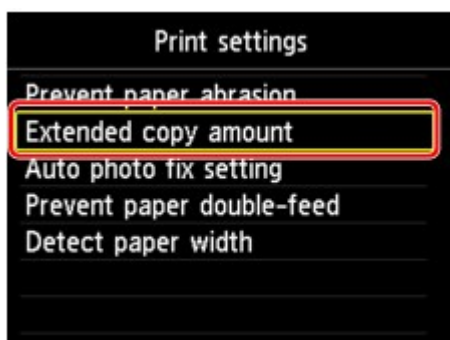 Print settings
Prevent paper abrasion
Extended copy amount
Auto photo fix setting
Prevent paper double-feed
Detect paper width